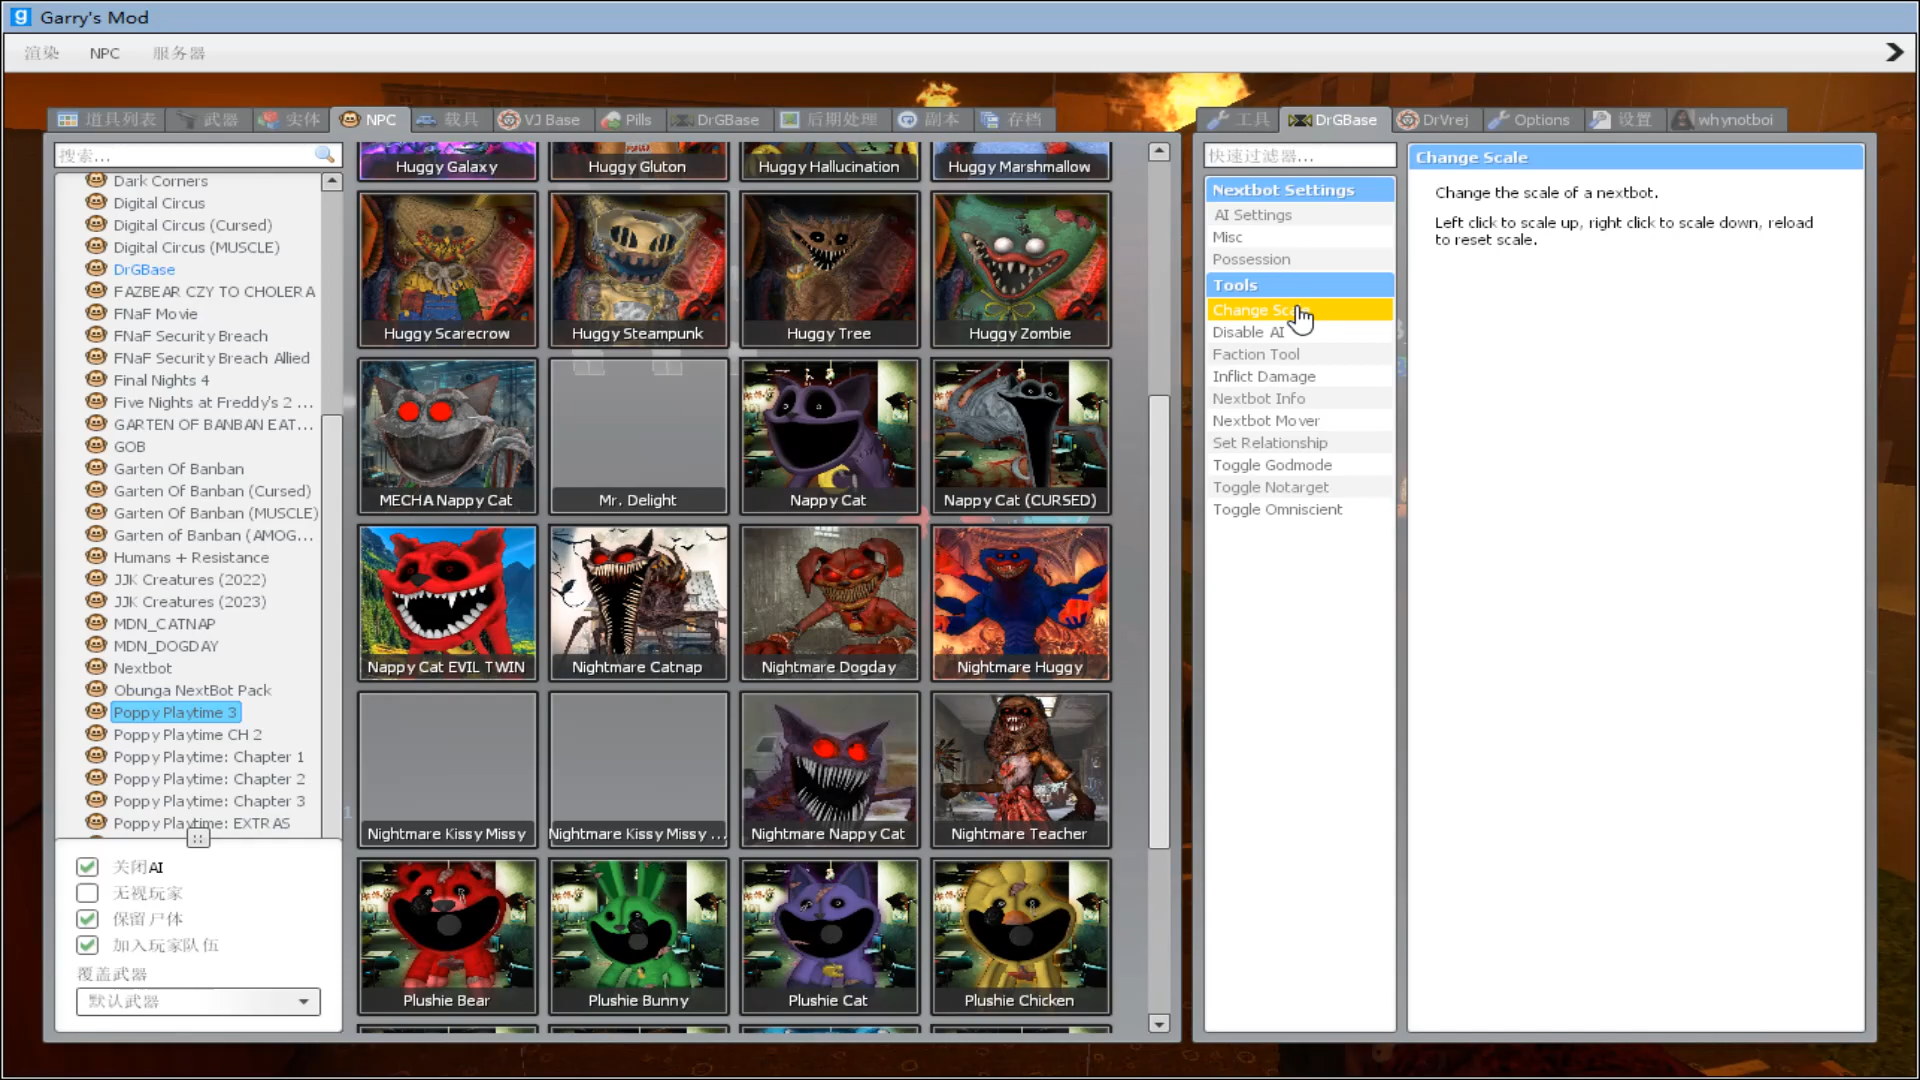 Garry's Mod
渲染 NPC 服务器
道具列表 武器 实体 NPC 载具 VJ Base Pills DrGBase 后期处理 副本 存档
工具 DrGBase DrVrej Options 设置 whynotboi
搜索...
Dark Corners
Digital Circus
Digital Circus (Cursed)
Digital Circus (MUSCLE)
DrGBase
FAZBEAR CZY TO CHOLERA
FNaF Movie
FNaF Security Breach
FNaF Security Breach Allied
Final Nights 4
Five Nights at Freddy's 2 ...
GARTEN OF BANBAN EAT...
GOB
Garten Of Banban
Garten Of Banban (Cursed)
Garten Of Banban (MUSCLE)
Garten of Banban (AMOG...
Humans + Resistance
JJK Creatures (2022)
JJK Creatures (2023)
MDN_CATNAP
MDN_DOGDAY
Nextbot
Obunga NextBot Pack
Poppy Playtime 3
Poppy Playtime CH 2
Poppy Playtime: Chapter 1
Poppy Playtime: Chapter 2
Poppy Playtime: Chapter 3
Poppy Playtime: EXTRAS
关闭AI
无视玩家
保留尸体
加入玩家队伍
覆盖武器
默认武器
Huggy Galaxy Huggy Gluton Huggy Hallucination Huggy Marshmallow
Huggy Scarecrow Huggy Steampunk Huggy Tree Huggy Zombie
MECHA Nappy Cat Mr. Delight Nappy Cat Nappy Cat (CURSED)
Nappy Cat EVIL TWIN Nightmare Catnap Nightmare Dogday Nightmare Huggy
Nightmare Kissy Missy Nightmare Kissy Missy ... Nightmare Nappy Cat Nightmare Teacher
Plushie Bear Plushie Bunny Plushie Cat Plushie Chicken
快速过滤器...
Nextbot Settings
AI Settings
Misc
Possession
Tools
Change Sc
Disable AI
Faction Tool
Inflict Damage
Nextbot Info
Nextbot Mover
Set Relationship
Toggle Godmode
Toggle Notarget
Toggle Omniscient
Change Scale
Change the scale of a nextbot.
Left click to scale up, right click to scale down, reload
to reset scale.